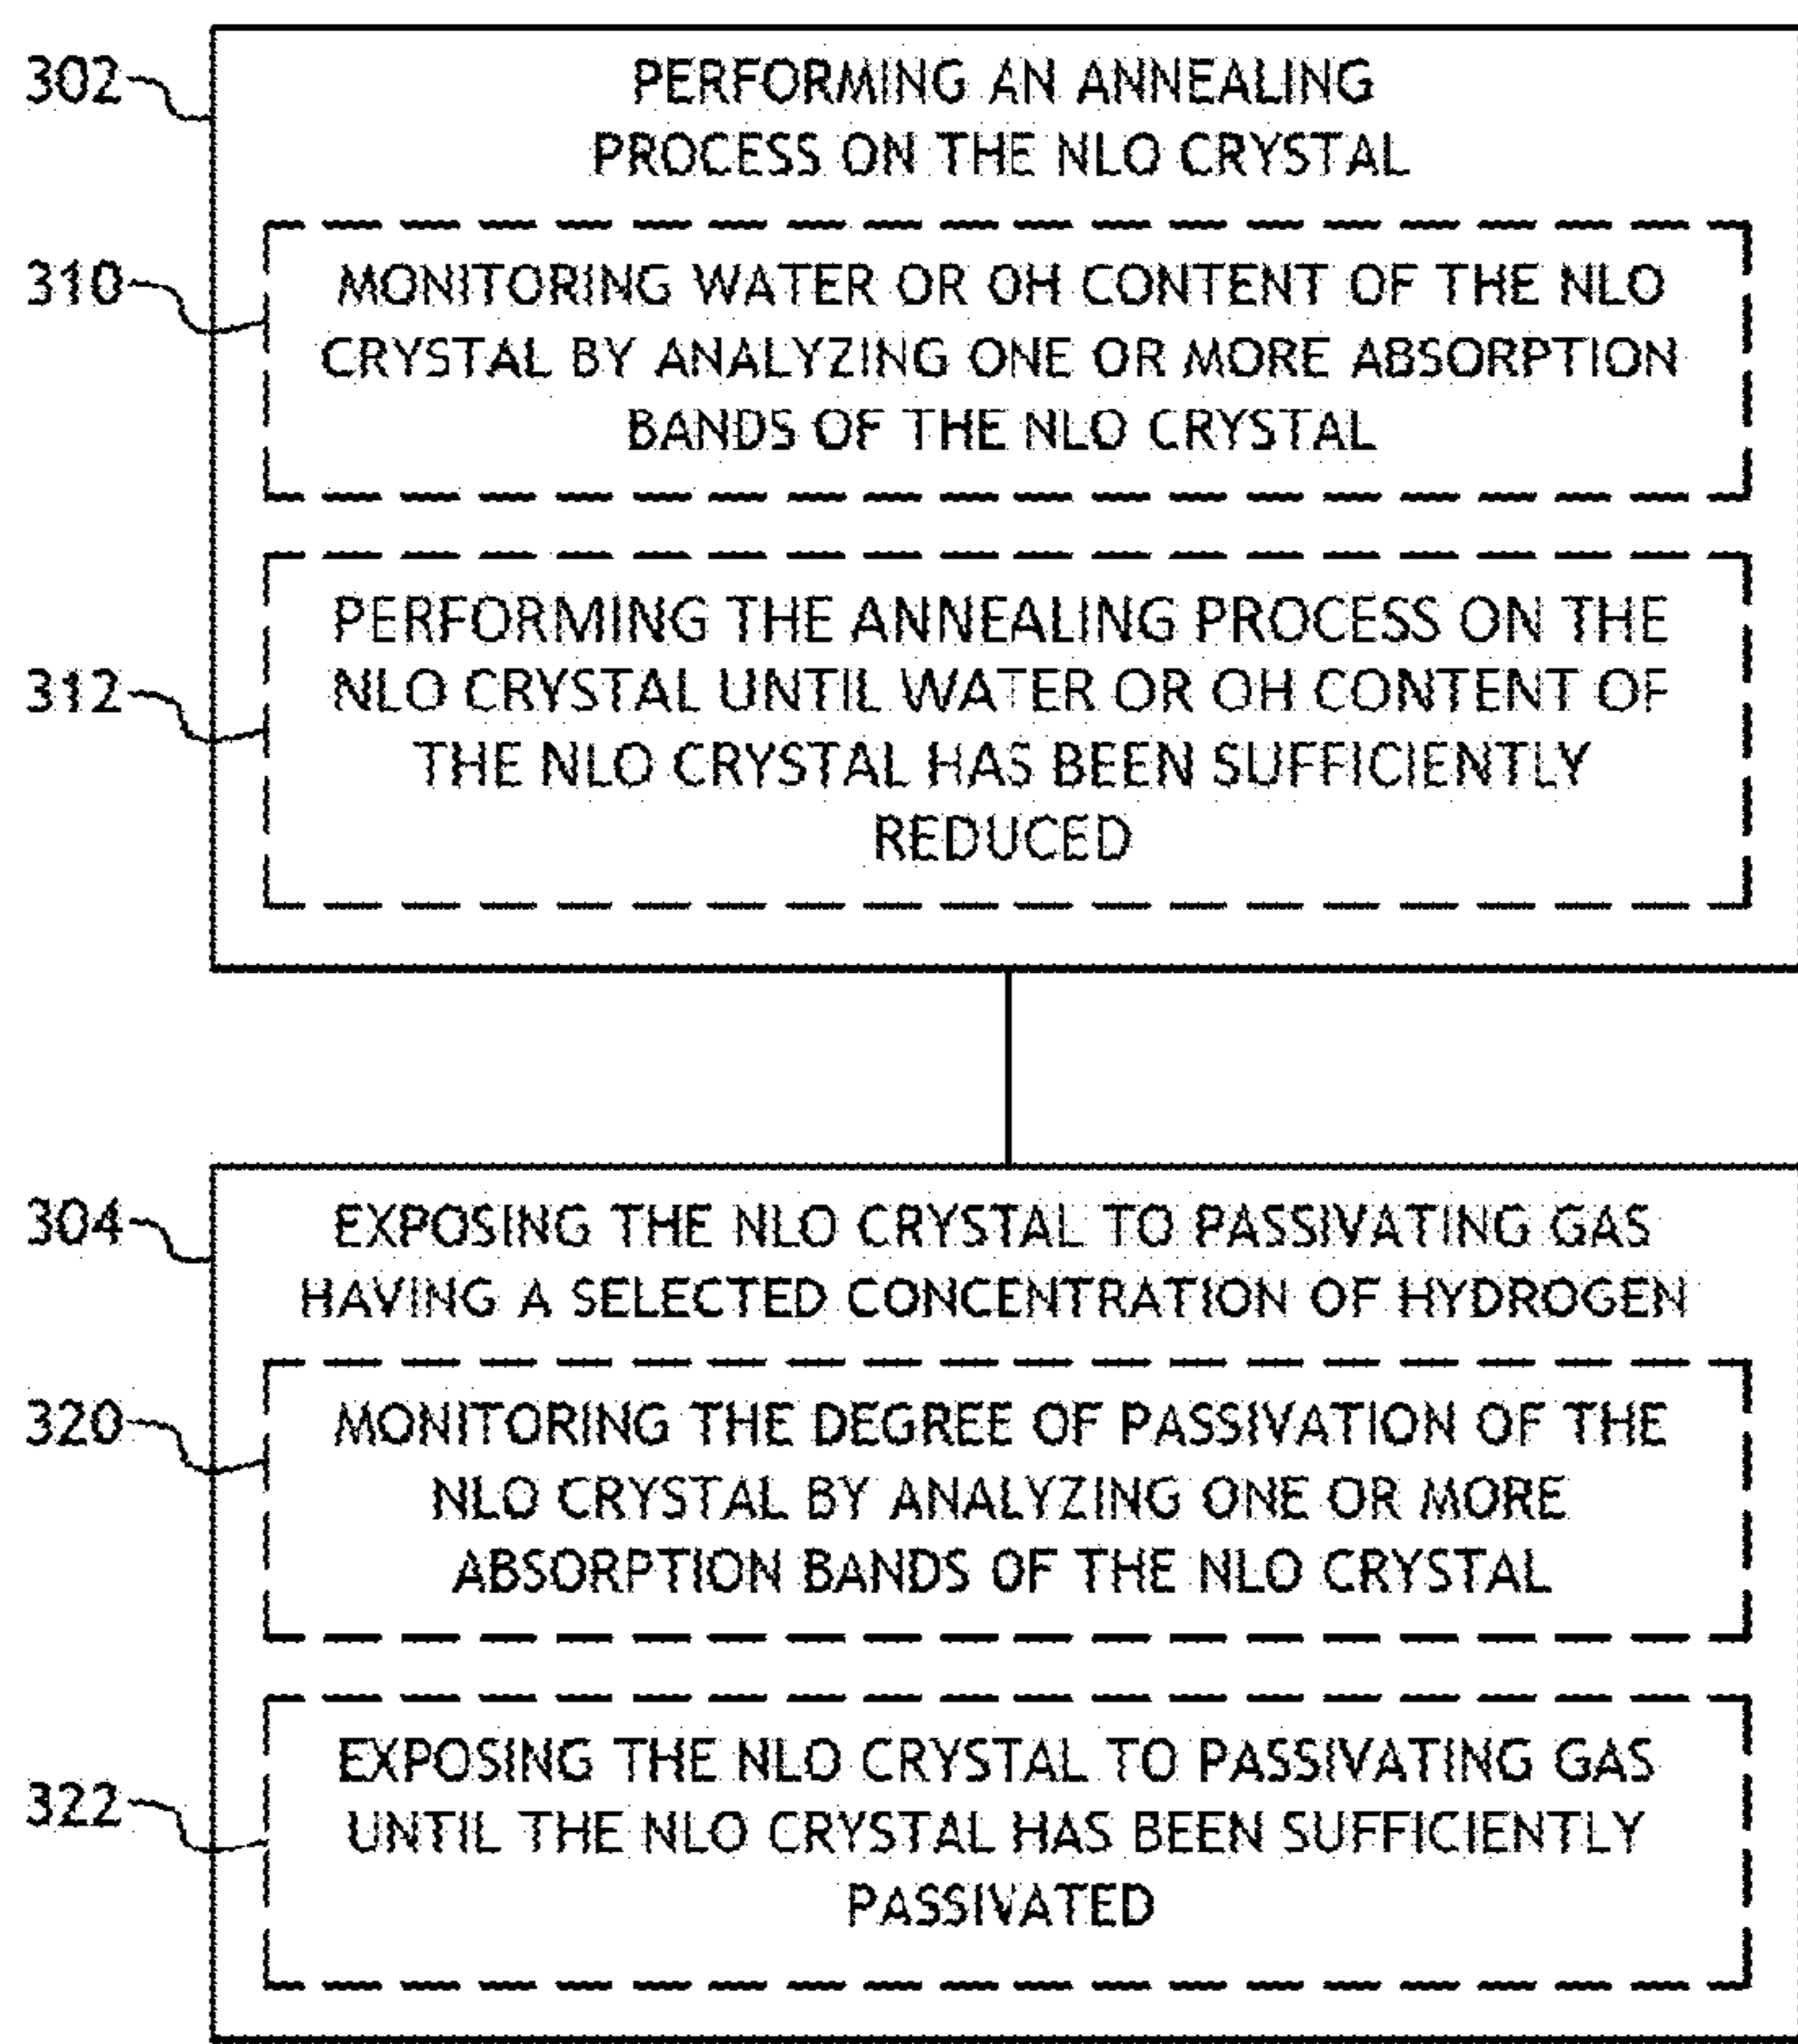 302
PERFORMING AN ANNEALING
PROCESS ON THE NLO CRYSTAL
310
MONITORING WATER OR OH CONTENT OF THE NLO
CRYSTAL BY ANALYZING ONE OR MORE ABSORPTION
BANDS OF THE NLO CRYSTAL
312
PERFORMING THE ANNEALING PROCESS ON THE
NLO CRYSTAL UNTIL WATER OR OH CONTENT OF
THE NLO CRYSTAL HAS BEEN SUFFICIENTLY
REDUCED
304
EXPOSING THE NLO CRYSTAL TO PASSIVATING GAS
HAVING A SELECTED CONCENTRATION OF HYDROGEN
320
MONITORING THE DEGREE OF PASSIVATION OF THE
NLO CRYSTAL BY ANALYZING ONE OR MORE
ABSORPTION BANDS OF THE NLO CRYSTAL
322
EXPOSING THE NLO CRYSTAL TO PASSIVATING GAS
UNTIL THE NLO CRYSTAL HAS BEEN SUFFICIENTLY
PASSIVATED